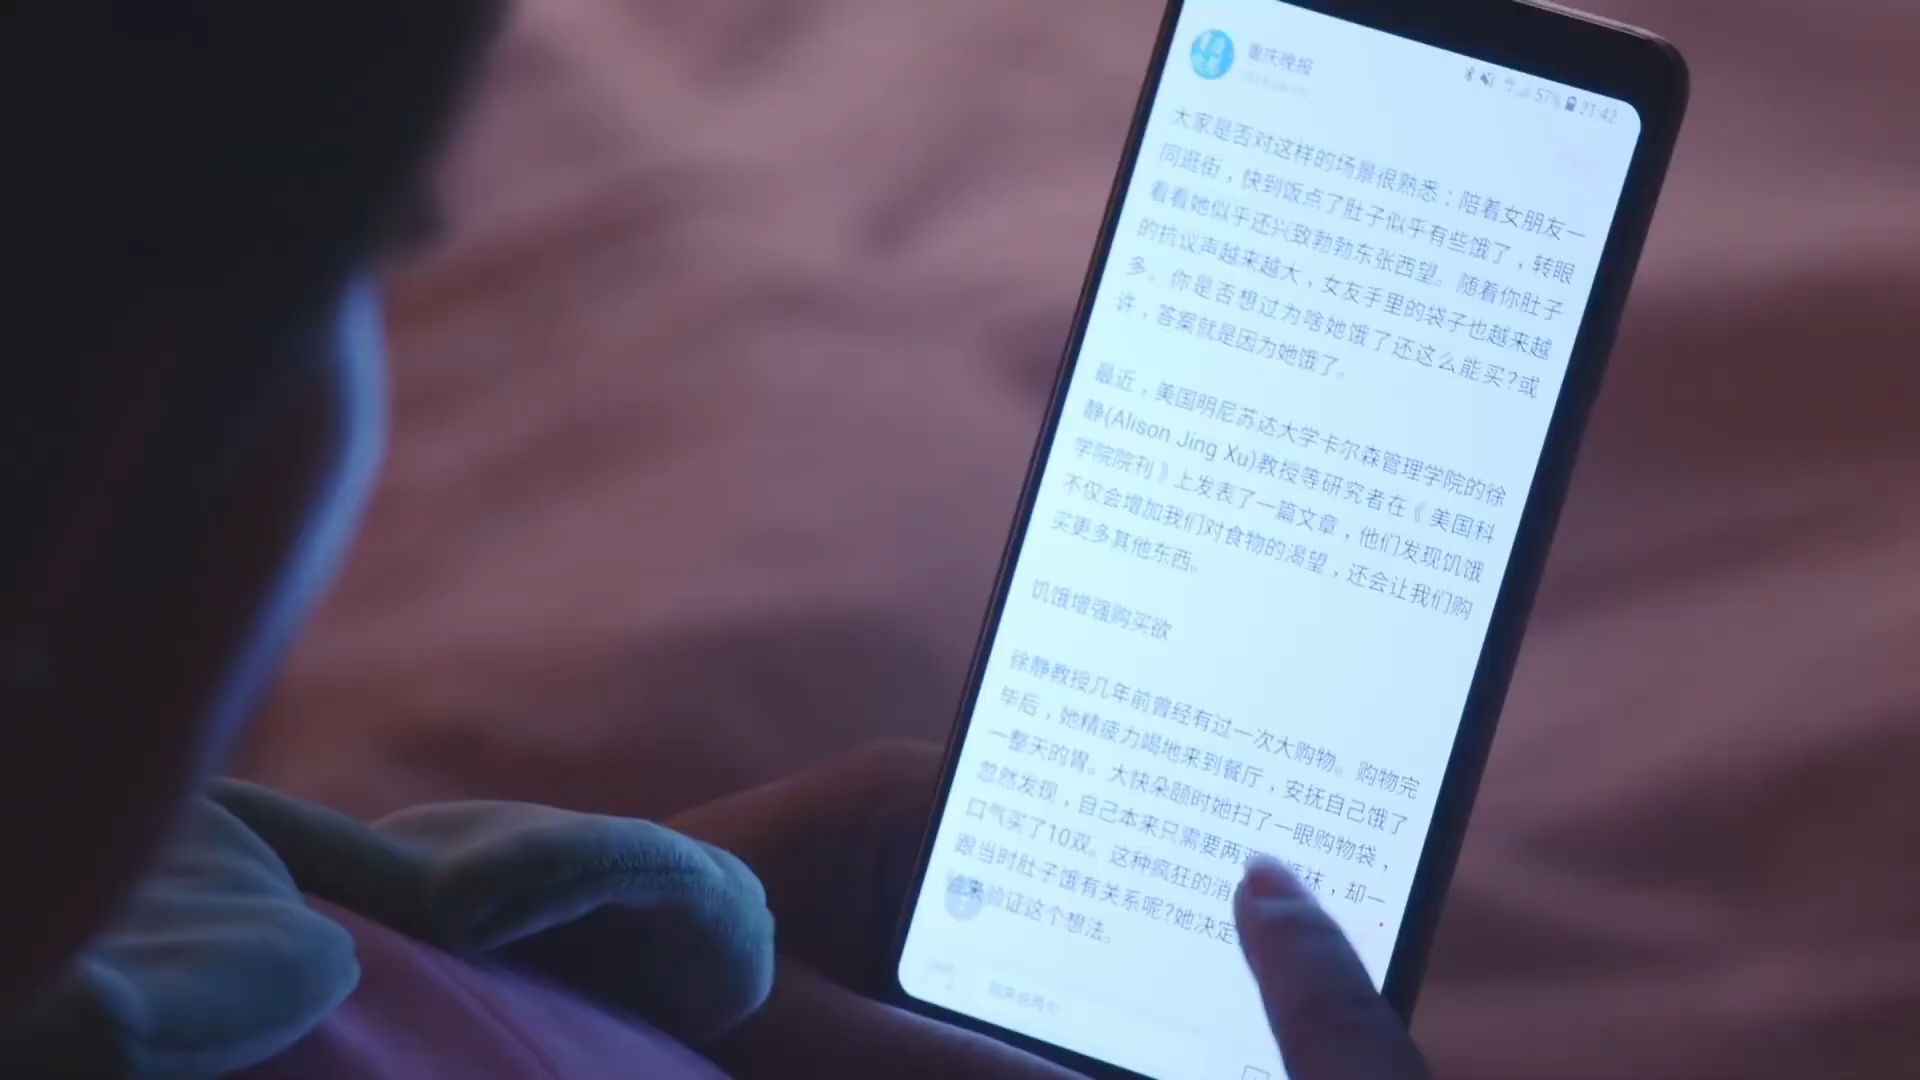 重庆晚报
57% 21:42
大家是否对这样的场景很熟悉：陪着女朋友一
同逛街，快到饭点了肚子似乎有些饿了，转眼
看看她似乎还兴致勃勃东张西望。随着你肚子
的抗议声越来越大，女友手里的袋子也越来越
多。你是否想过为啥她饿了还这么能买?或
许，答案就是因为她饿了。
最近，美国明尼苏达大学卡尔森管理学院的徐
静(Alison Jing Xu)教授等研究者在《美国科
学院院刊》上发表了一篇文章，他们发现饥饿
不仅会增加我们对食物的渴望，还会让我们购
买更多其他东西。
饥饿增强购买欲
徐静教授几年前曾经有过一次大购物。购物完
毕后，她精疲力竭地来到餐厅，安抚自己饿了
一整天的胃。大快朵颐时她扫了一眼购物袋，
忽然发现，自己本来只需要两 袜，却一
口气买了10双。这种疯狂的消
跟当时肚子饿有关系呢?她决定
验证这个想法。